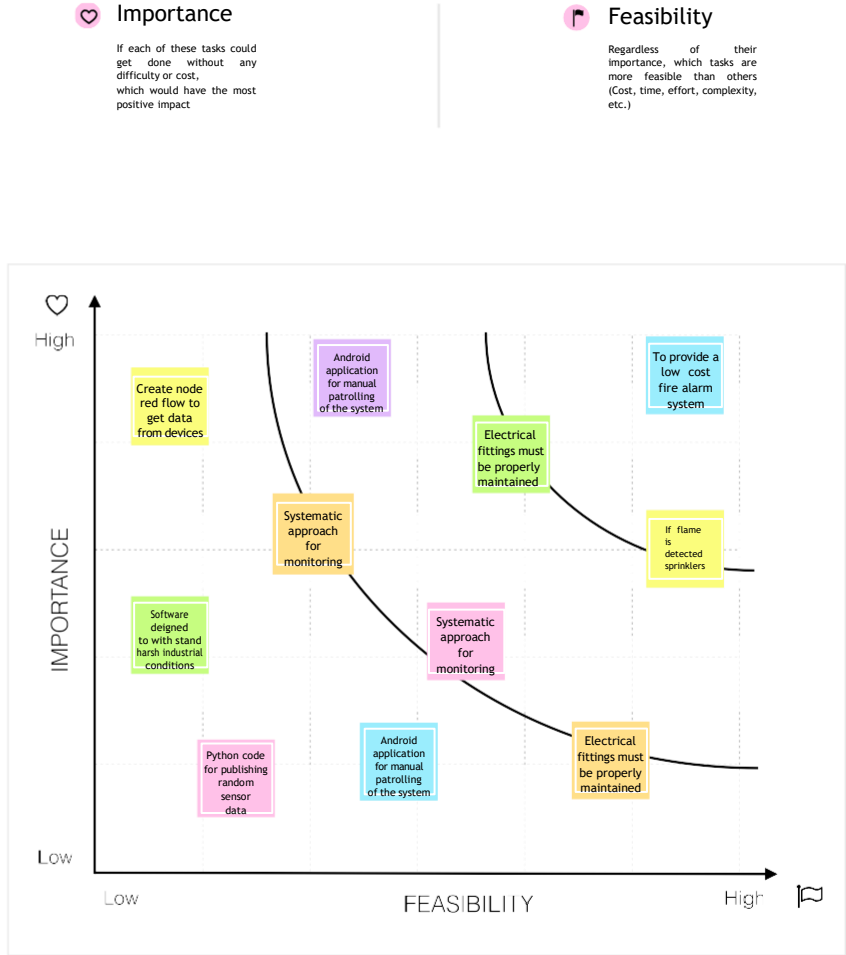 Importance
If each of these tasks could
get done without any
difficulty or cost,
which would have the most
positive impact
Feasibility
Regardless of their
importance, which tasks are
more feasible than others
(Cost, time, effort, complexity,
etc.)
High
Android
application
for manual
patrolling
of the system
To provide a
low cost
fire alarm
system
Create node
red flow to
get data
from devices
Electrical
fittings must
be properly
maintained
Systematic
approach
for
monitoring
If flame
is
detected
sprinklers
IMPORTANCE
Software
deigned
to with stand
harsh industrial
conditions
Systematic
approach
for
monitoring
Python code
for publishing
random
sensor
data
Android
application
for manual
patrolling
of the system
Electrical
fittings must
be properly
maintained
Low
Low
FEASIBILITY
High